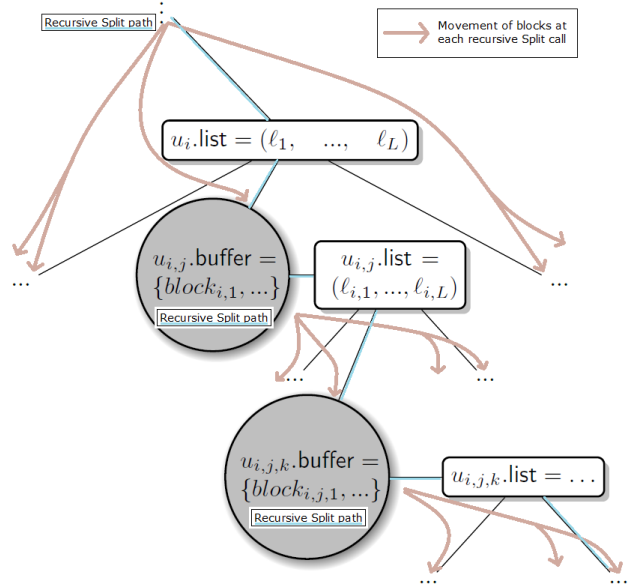 ⋮
Recursive Split path
Movement of blocks at
each recursive Split call
u_i.list = (ℓ_1, ..., ℓ_L)
... ...
u_{i,j}.buffer =
{block_{i,1}, ...}
Recursive Split path
u_{i,j}.list =
(ℓ_{i,1}, ..., ℓ_{i,L})
... ...
u_{i,j,k}.buffer =
{block_{i,j,1}, ...}
Recursive Split path
u_{i,j,k}.list = ...
... ...